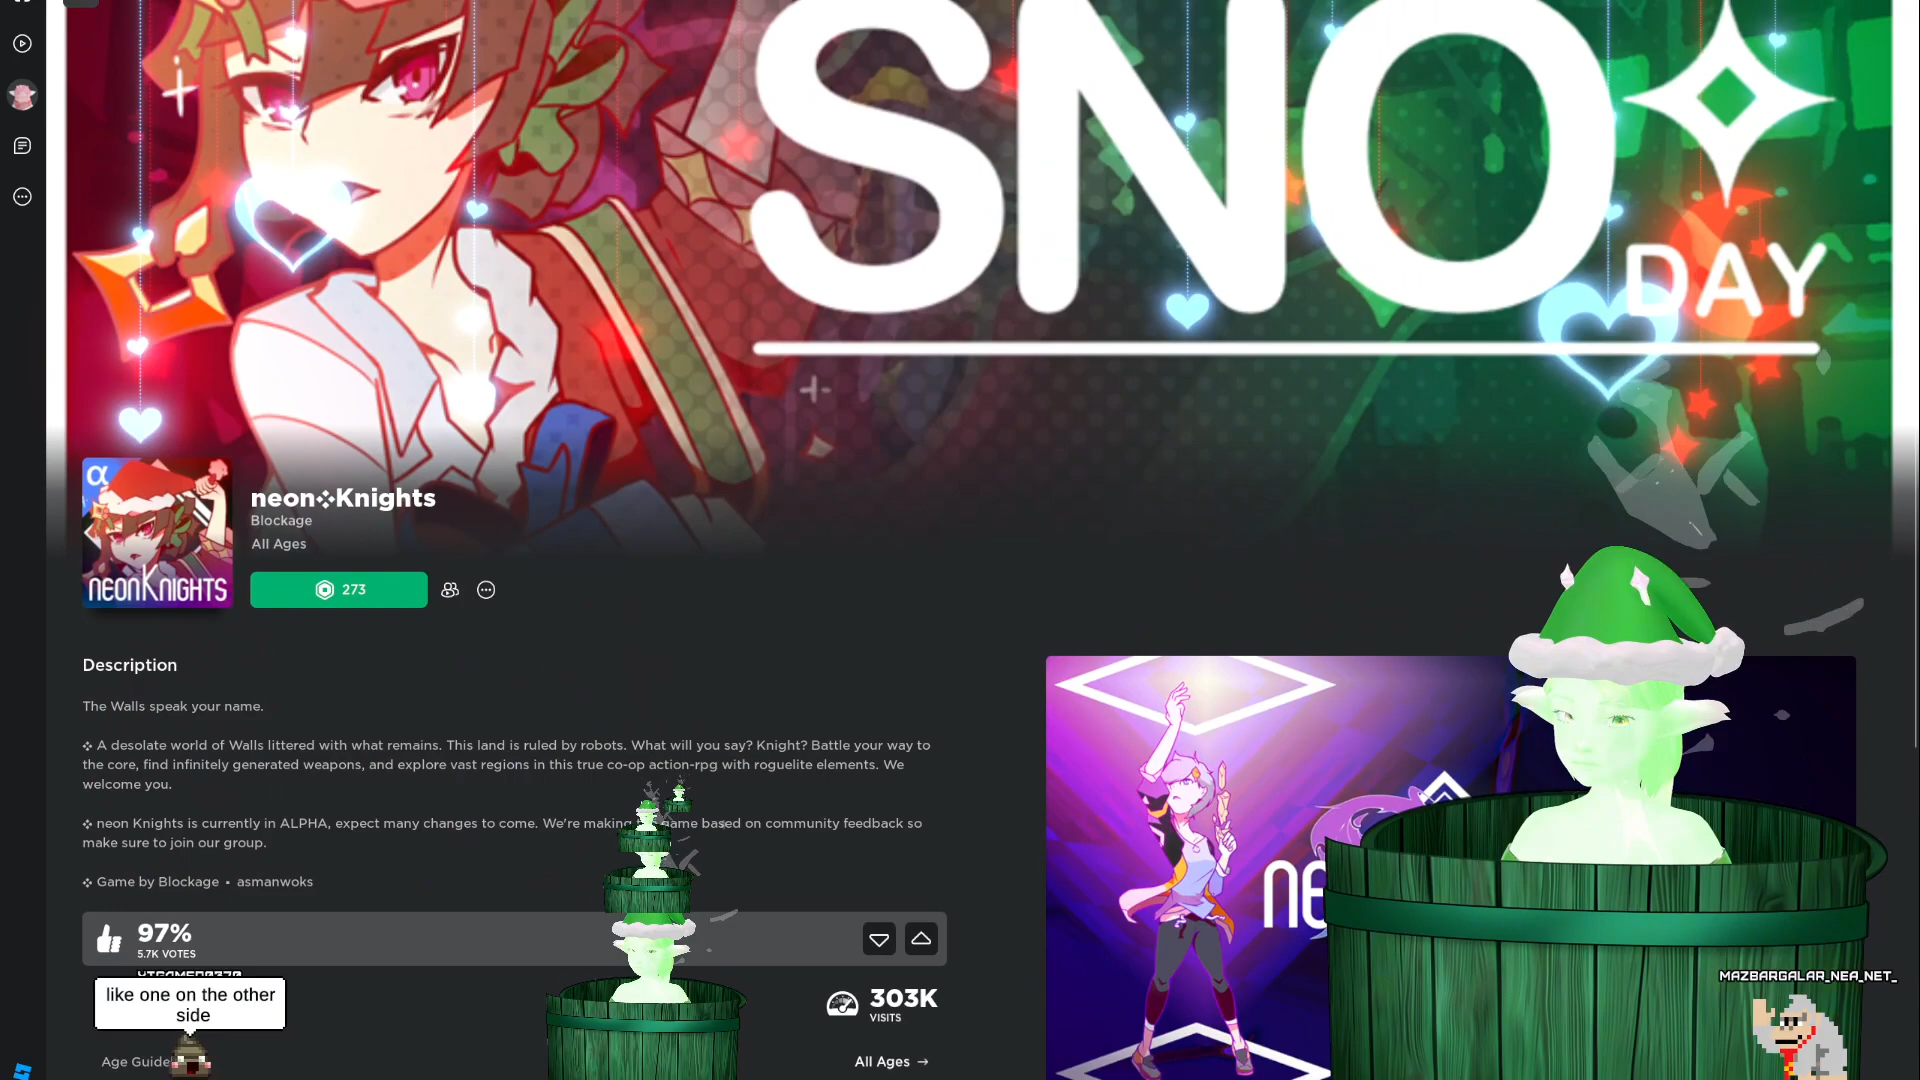 SNO
DAY
α
neonKnights
neon❖Knights
Blockage
All Ages
273
Description
The Walls speak your name.
❖ A desolate world of Walls littered with what remains. This land is ruled by robots. What will you say? Knight? Battle your way to
the core, find infinitely generated weapons, and explore vast regions in this true co-op action-rpg with roguelite elements. We
welcome you.
❖ neon Knights is currently in ALPHA, expect many changes to come. We're making game based on community feedback so
make sure to join our group.
❖ Game by Blockage • asmanwoks
97%
5.7K VOTES
like one on the other
side
303K
VISITS
Age Guide
All Ages →
NE
MAZBARGALAR_NEA_NET_